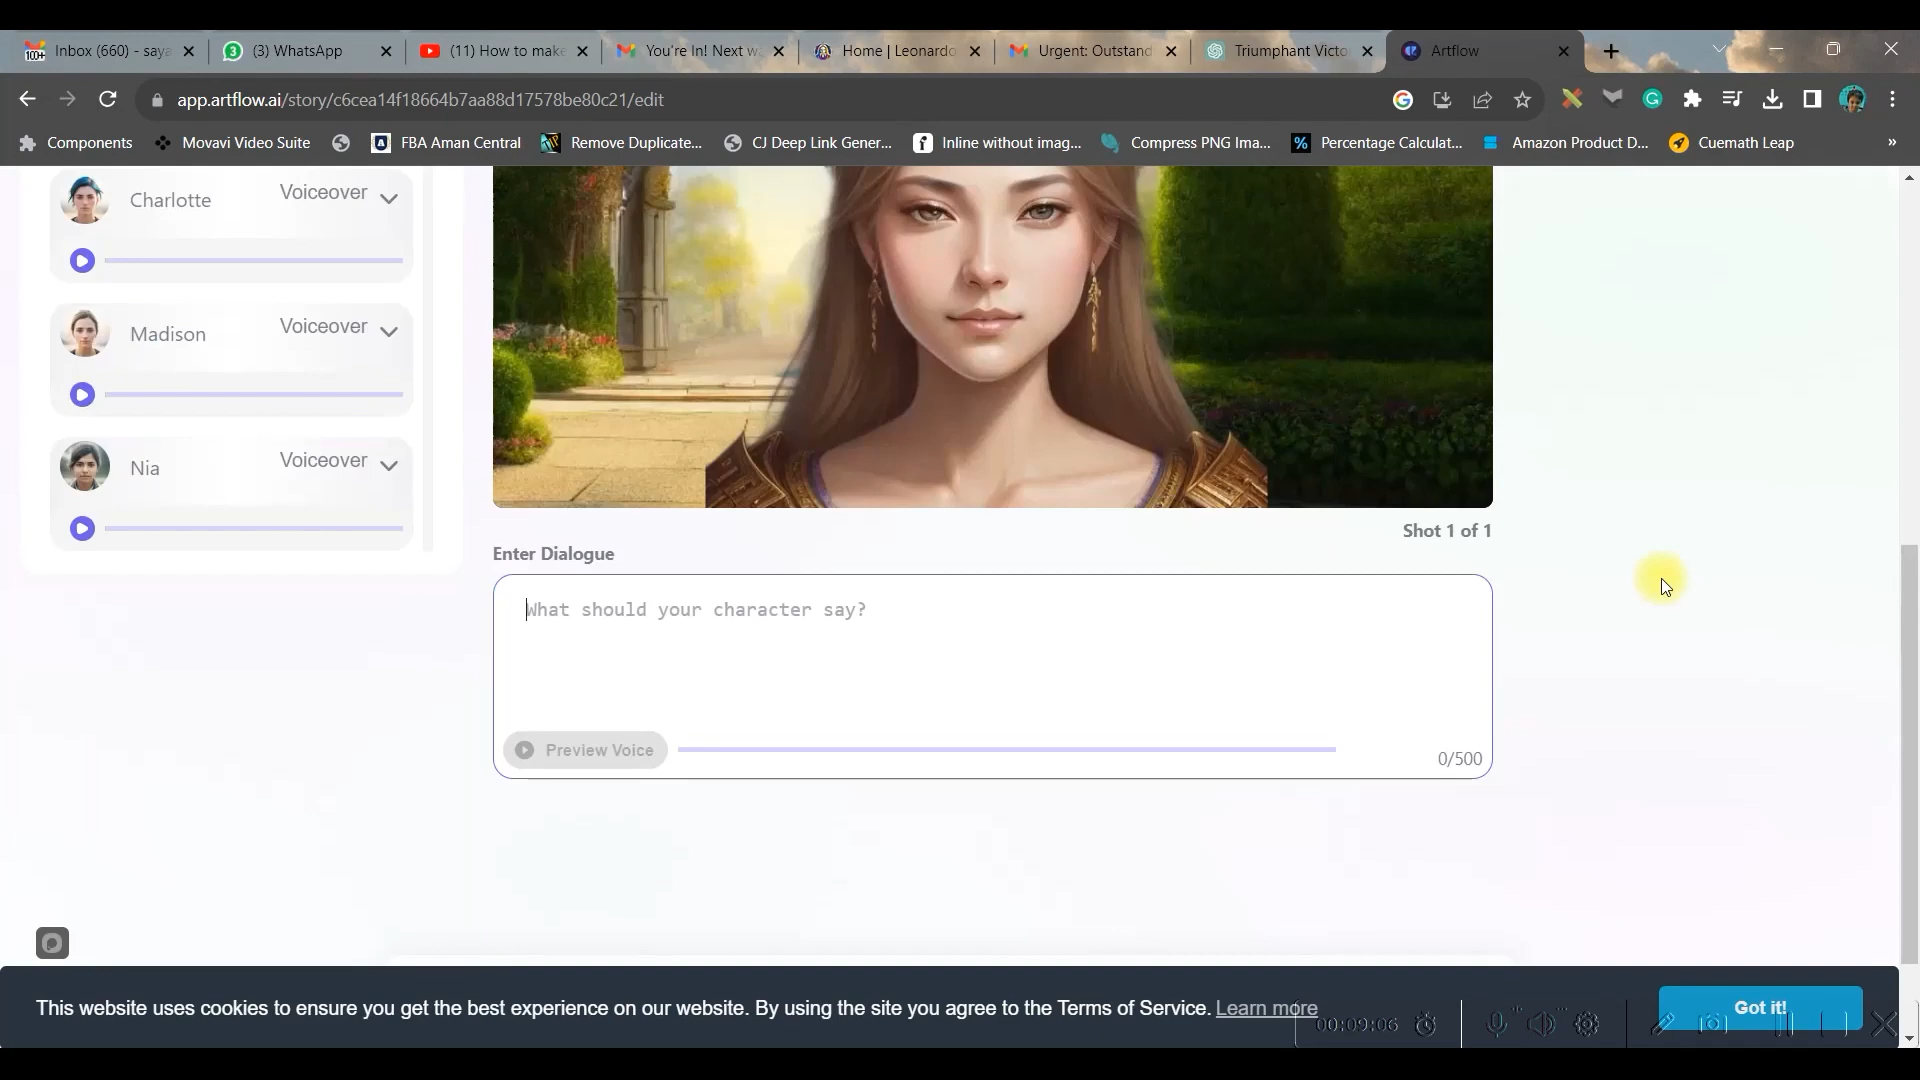 100+ Inbox (660) - saya
3 (3) WhatsApp
(11) How to make
You're In! Next w
Home | Leonardo
Urgent: Outstand
Triumphant Victo
Artflow
app.artflow.ai/story/c6cea14f18664b7aa88d17578be80c21/edit
Components
Movavi Video Suite
FBA Aman Central
Remove Duplicate...
CJ Deep Link Gener...
Inline without imag...
Compress PNG Ima...
Percentage Calculat...
Amazon Product D...
Cuemath Leap
»
Charlotte Voiceover
Madison Voiceover
Nia Voiceover
Shot 1 of 1
Enter Dialogue
What should your character say?
Preview Voice
0/500
This website uses cookies to ensure you get the best experience on our website. By using the site you agree to the Terms of Service. Learn more
Got it!
00:09:06